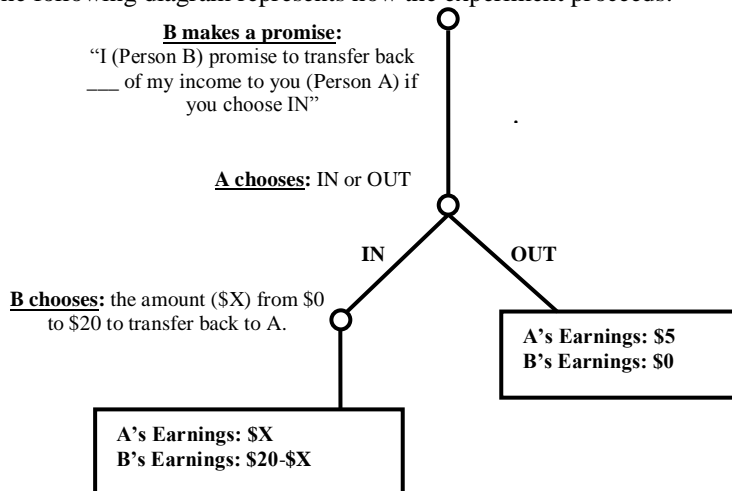 he following diagram represents how the experiment proceeds:
B makes a promise:
“I (Person B) promise to transfer back
___ of my income to you (Person A) if
you choose IN”
.
A chooses: IN or OUT
IN
OUT
B chooses: the amount ($X) from $0
to $20 to transfer back to A.
A’s Earnings: $5
B’s Earnings: $0
A’s Earnings: $X
B’s Earnings: $20-$X